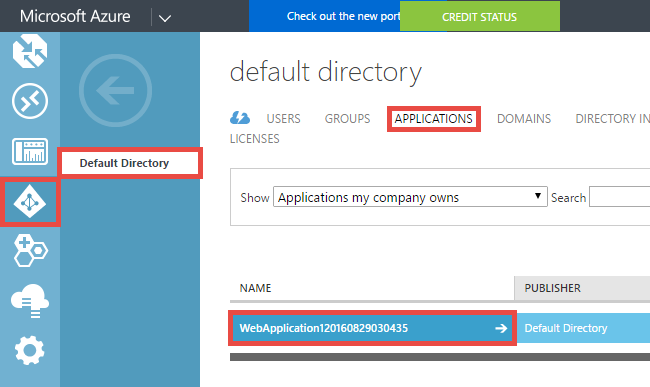 Microsoft Azure
Check out the new port
CREDIT STATUS
Default Directory
default directory
USERS GROUPS APPLICATIONS DOMAINS DIRECTORY IN
LICENSES
Show Applications my company owns Search
NAME PUBLISHER
WebApplication120160829030435 Default Directory